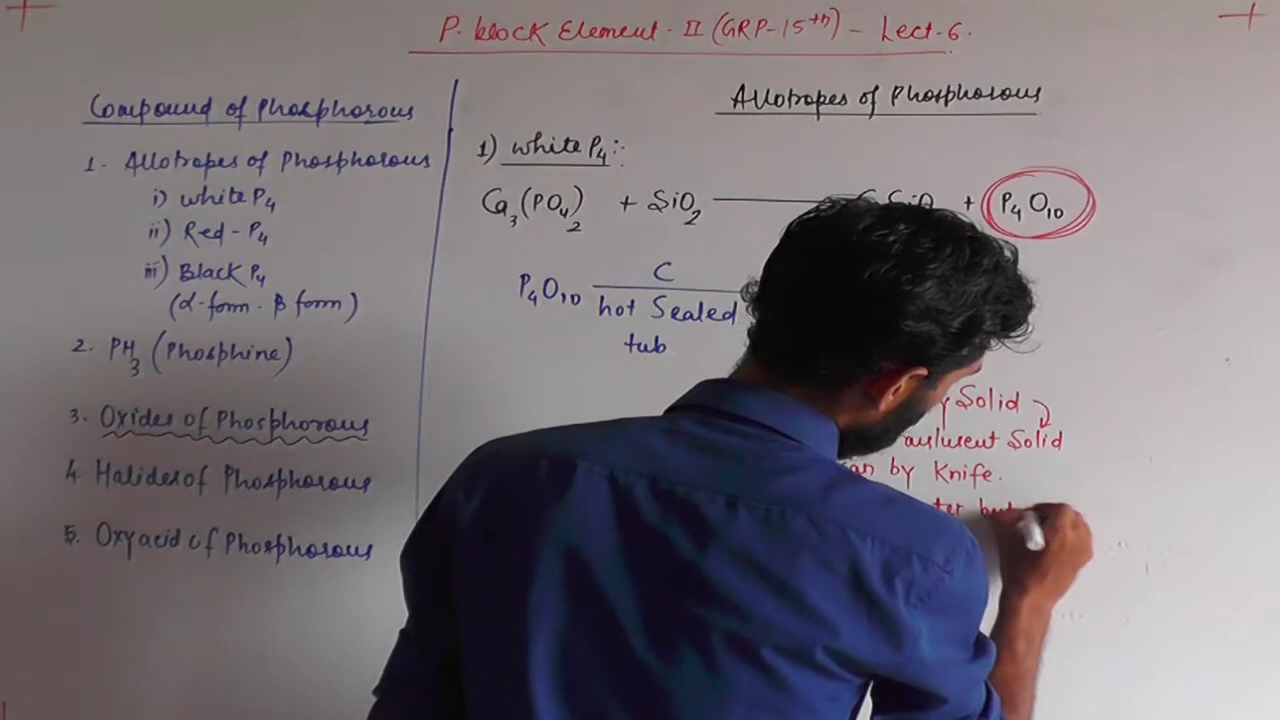 P. block Element - II (GRP-15th) - Lect-6.
Compound of Phosphorous
1. Allotropes of Phosphorous
i) white P4
ii) Red - P4
iii) Black P4
(α-form - β form)
2. PH3 (Phosphine)
3. Oxides of Phosphorous
4. Halides of Phosphorous
5. Oxyacid of Phosphorous
Allotropes of Phosphorous
1) white P4 :-
Ca3(PO4)2 + SiO2 + P4O10
P4O10 C
hot Sealed
tub
Solid
Solid
by Knife.
but